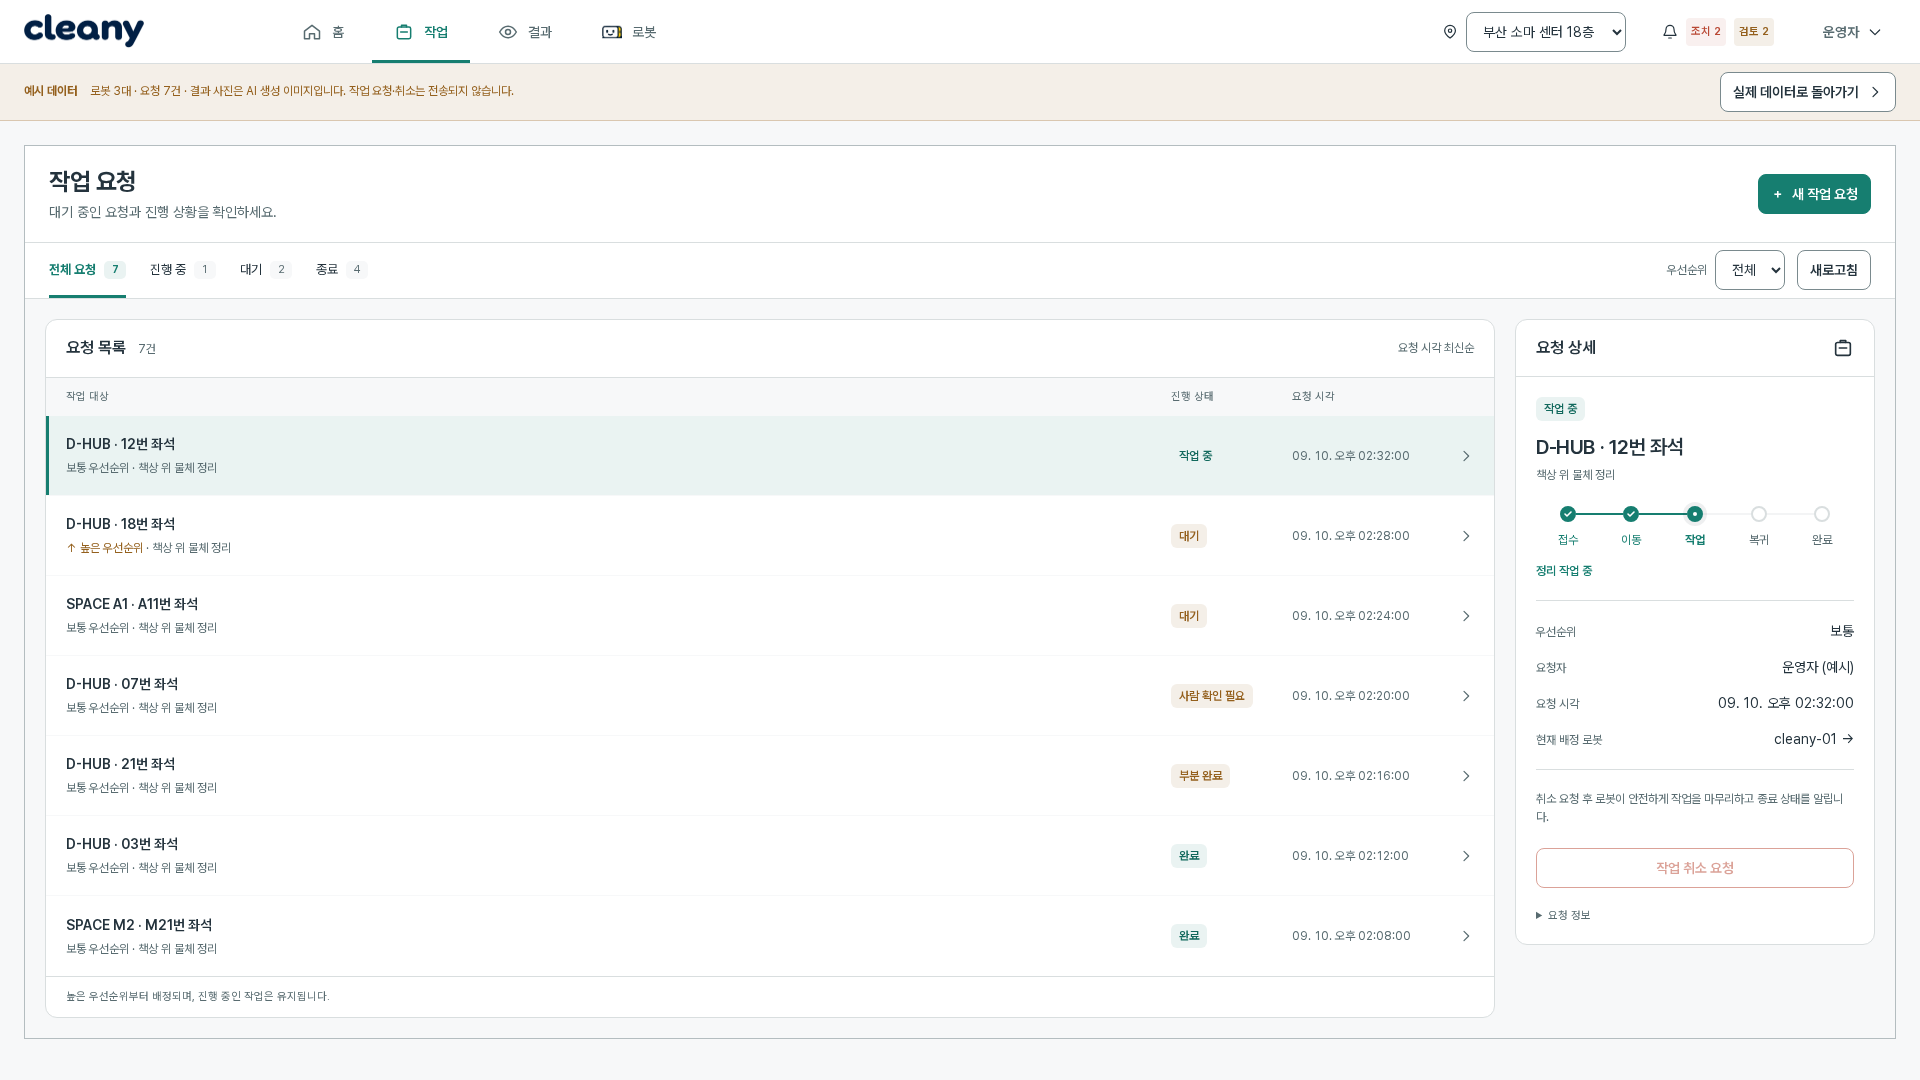 cleany
홈
작업
결과
로봇
부산 소마 센터 18층
조치 2
검토 2
운영자
예시 데이터 로봇 3대 · 요청 7건 · 결과 사진은 AI 생성 이미지입니다. 작업 요청·취소는 전송되지 않습니다.
실제 데이터로 돌아가기
작업 요청
대기 중인 요청과 진행 상황을 확인하세요.
+ 새 작업 요청
전체 요청 7
진행 중 1
대기 2
종료 4
우선순위
전체
새로고침
요청 목록 7건
요청 시각 최신순
작업 대상 진행 상태 요청 시각
D-HUB · 12번 좌석
보통 우선순위 · 책상 위 물체 정리
작업 중
09. 10. 오후 02:32:00
D-HUB · 18번 좌석
↑ 높은 우선순위 · 책상 위 물체 정리
대기
09. 10. 오후 02:28:00
SPACE A1 · A11번 좌석
보통 우선순위 · 책상 위 물체 정리
대기
09. 10. 오후 02:24:00
D-HUB · 07번 좌석
보통 우선순위 · 책상 위 물체 정리
사람 확인 필요
09. 10. 오후 02:20:00
D-HUB · 21번 좌석
보통 우선순위 · 책상 위 물체 정리
부분 완료
09. 10. 오후 02:16:00
D-HUB · 03번 좌석
보통 우선순위 · 책상 위 물체 정리
완료
09. 10. 오후 02:12:00
SPACE M2 · M21번 좌석
보통 우선순위 · 책상 위 물체 정리
완료
09. 10. 오후 02:08:00
높은 우선순위부터 배정되며, 진행 중인 작업은 유지됩니다.
요청 상세
작업 중
D-HUB · 12번 좌석
책상 위 물체 정리
접수 이동 작업 복귀 완료
정리 작업 중
우선순위 보통
요청자 운영자 (예시)
요청 시각 09. 10. 오후 02:32:00
현재 배정 로봇 cleany-01 →
취소 요청 후 로봇이 안전하게 작업을 마무리하고 종료 상태를 알립니
다.
작업 취소 요청
요청 정보